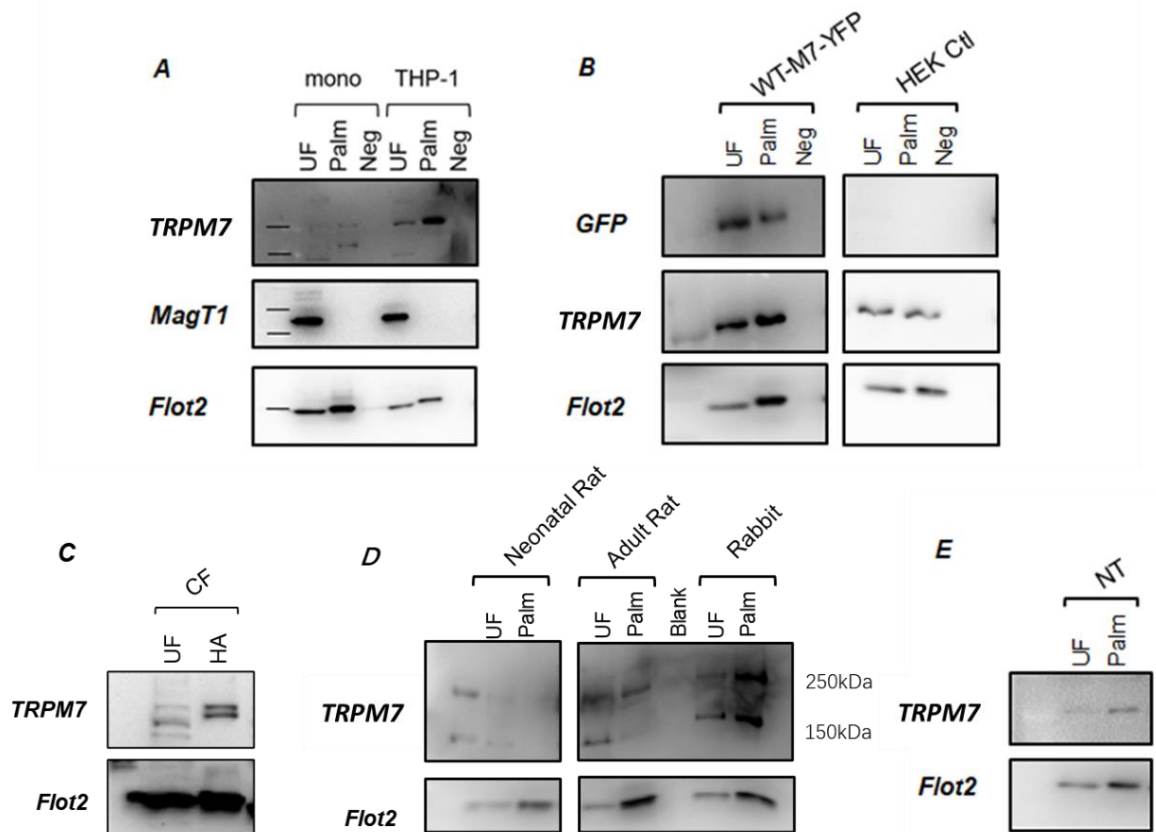 A
mono THP-1
UF Palm Neg UF Palm Neg
TRPM7
MagT1
Flot2
B
WT-M7-YFP HEK Ctl
UF Palm Neg UF Palm Neg
GFP
TRPM7
Flot2
C
CF
UF HA
TRPM7
Flot2
D
Neonatal Rat Adult Rat Rabbit
UF Palm UF Palm Blank UF Palm
TRPM7
250kDa
150kDa
Flot2
E
NT
UF Palm
TRPM7
Flot2